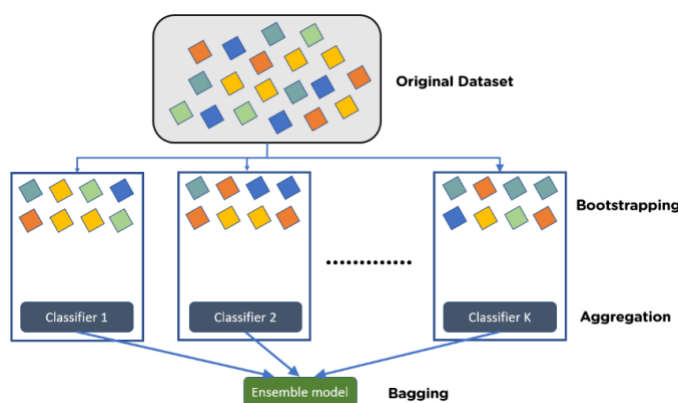 Original Dataset
Bootstrapping
Classifier 1
Classifier 2
Classifier K
Aggregation
Ensemble model
Bagging